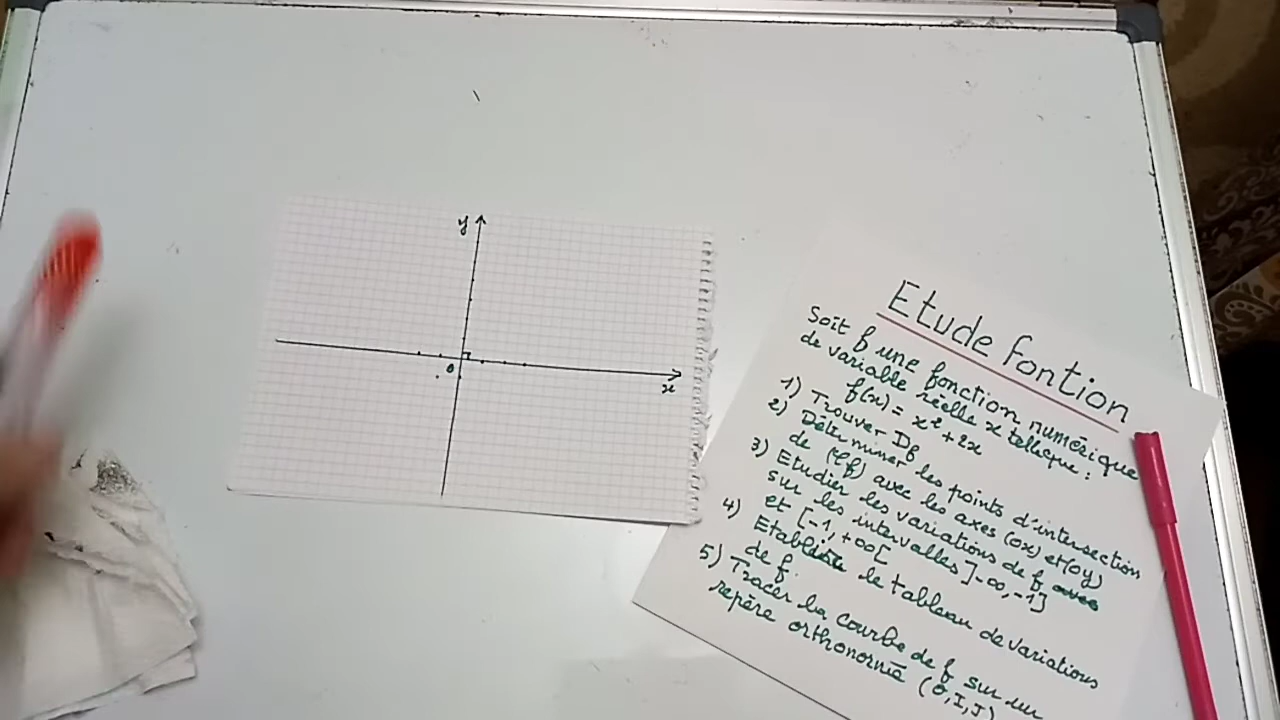 y
0
x
Etude fontion
Soit f une fonction numérique
de variable réelle x telleque :
f(x) = x² + 2x
1) Trouver Df
2) Déterminer les points d'intersection
de (Cf) avec les axes (ox) et (oy)
3) Etudier les variations de f
sur les intervalles ]-∞, -1]
et [-1, +∞[
4) Etablir le tableau de variations
de f.
5) Tracer la courbe de f sur un
repère orthonormé (O, I, J)